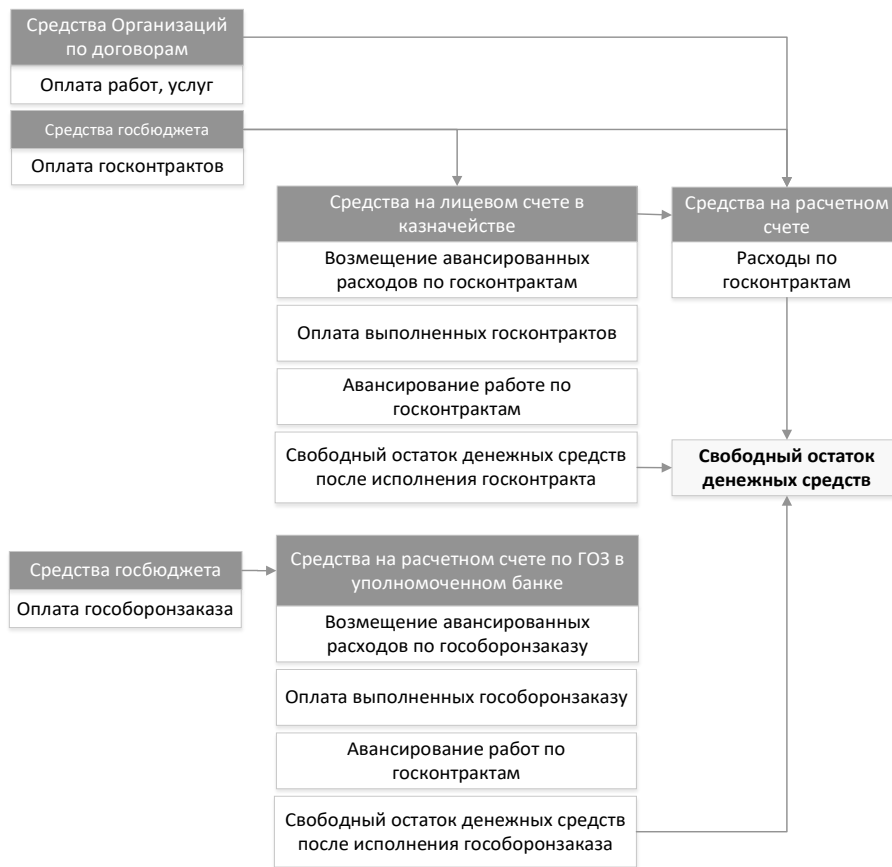 Средства Организаций
по договорам
Оплата работ, услуг
Средства госбюджета
Оплата госконтрактов
Средства на лицевом счете в
казначействе
Возмещение авансированных
расходов по госконтрактам
Оплата выполненных госконтрактов
Авансирование работе по
госконтрактам
Свободный остаток денежных средств
после исполнения госконтракта
Средства на расчетном
счете
Расходы по
госконтрактам
Свободный остаток
денежных средств
Средства госбюджета
Оплата гособоронзаказа
Средства на расчетном счете по ГОЗ в
уполномоченном банке
Возмещение авансированных
расходов по гособоронзаказу
Оплата выполненных гособоронзаказу
Авансирование работ по
госконтрактам
Свободный остаток денежных средств
после исполнения гособоронзаказа